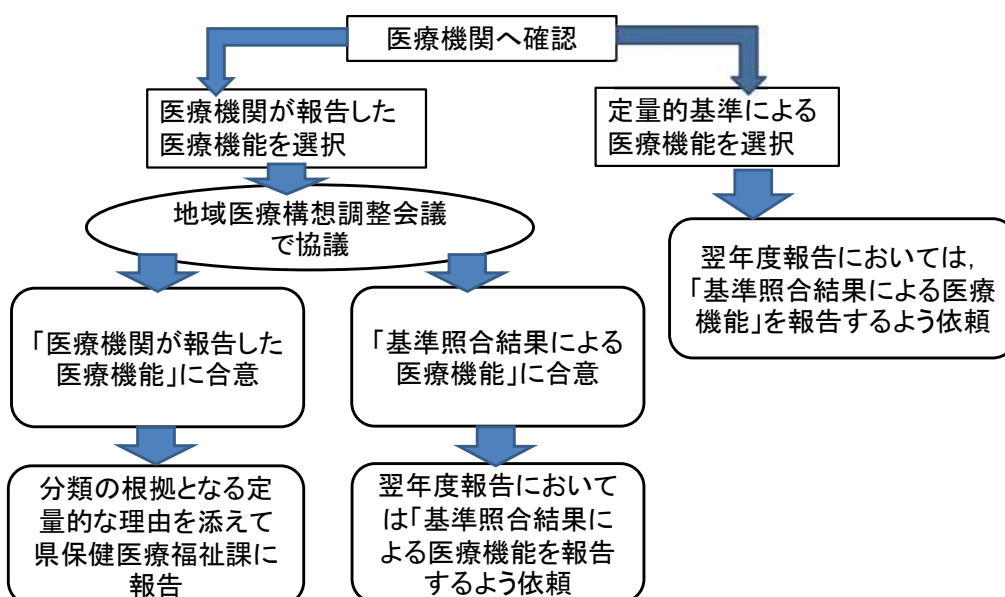 医療機関へ確認
医療機関が報告した
医療機能を選択
定量的基準による
医療機能を選択
地域医療構想調整会議
で協議
翌年度報告においては，
「基準照合結果による医療
機能」を報告するよう依頼
「医療機関が報告した
医療機能」に合意
「基準照合結果による
医療機能」に合意
分類の根拠となる定
量的な理由を添えて
県保健医療福祉課に
報告
翌年度報告において
は「基準照合結果に
よる医療機能を報告
するよう依頼